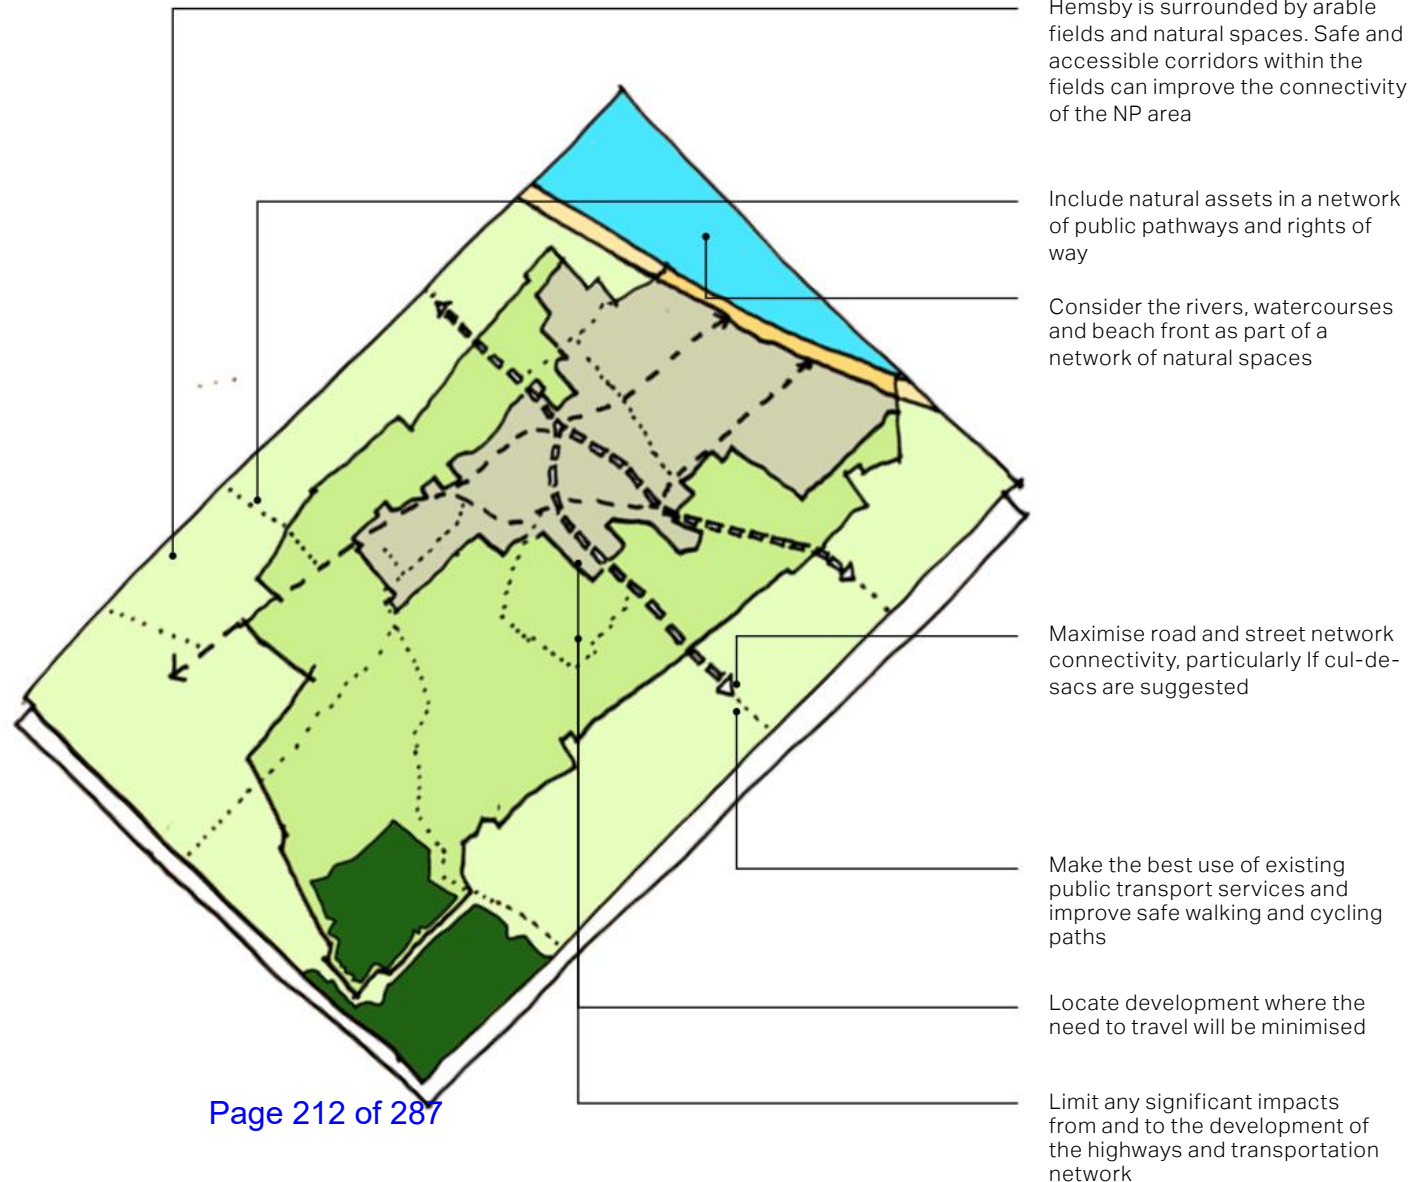 Hemsby is surrounded by arable
fields and natural spaces. Safe and
accessible corridors within the
fields can improve the connectivity
of the NP area
Include natural assets in a network
of public pathways and rights of
way
Consider the rivers, watercourses
and beach front as part of a
network of natural spaces
Maximise road and street network
connectivity, particularly If cul-de-
sacs are suggested
Make the best use of existing
public transport services and
improve safe walking and cycling
paths
Locate development where the
need to travel will be minimised
Limit any significant impacts
from and to the development of
the highways and transportation
network
Page 212 of 287